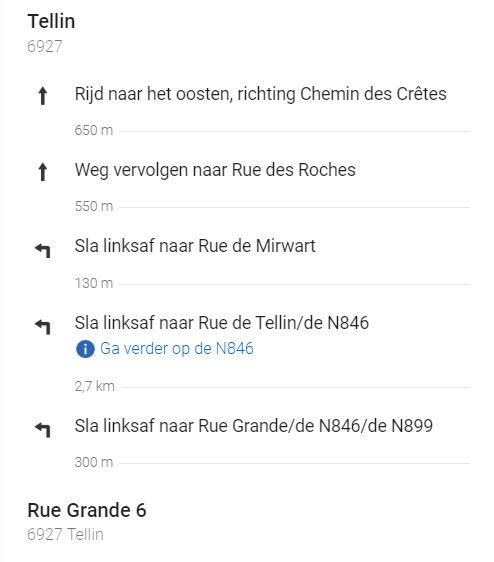 Tellin
6927
Rijd naar het oosten, richting Chemin des Crêtes
650 m
Weg vervolgen naar Rue des Roches
550 m
Sla linksaf naar Rue de Mirwart
130 m
Sla linksaf naar Rue de Tellin/de N846
Ga verder op de N846
2,7 km
Sla linksaf naar Rue Grande/de N846/de N899
300 m
Rue Grande 6
6927 Tellin